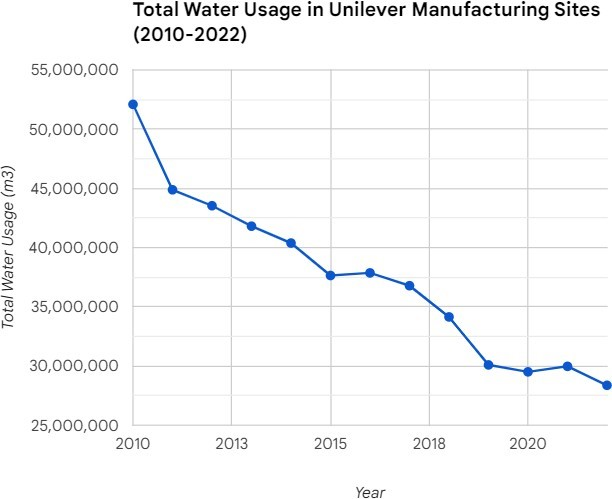 Total Water Usage in Unilever Manufacturing Sites
(2010-2022)
Total Water Usage (m3)
55,000,000
50,000,000
45,000,000
40,000,000
35,000,000
30,000,000
25,000,000
2010 2013 2015 2018 2020
Year